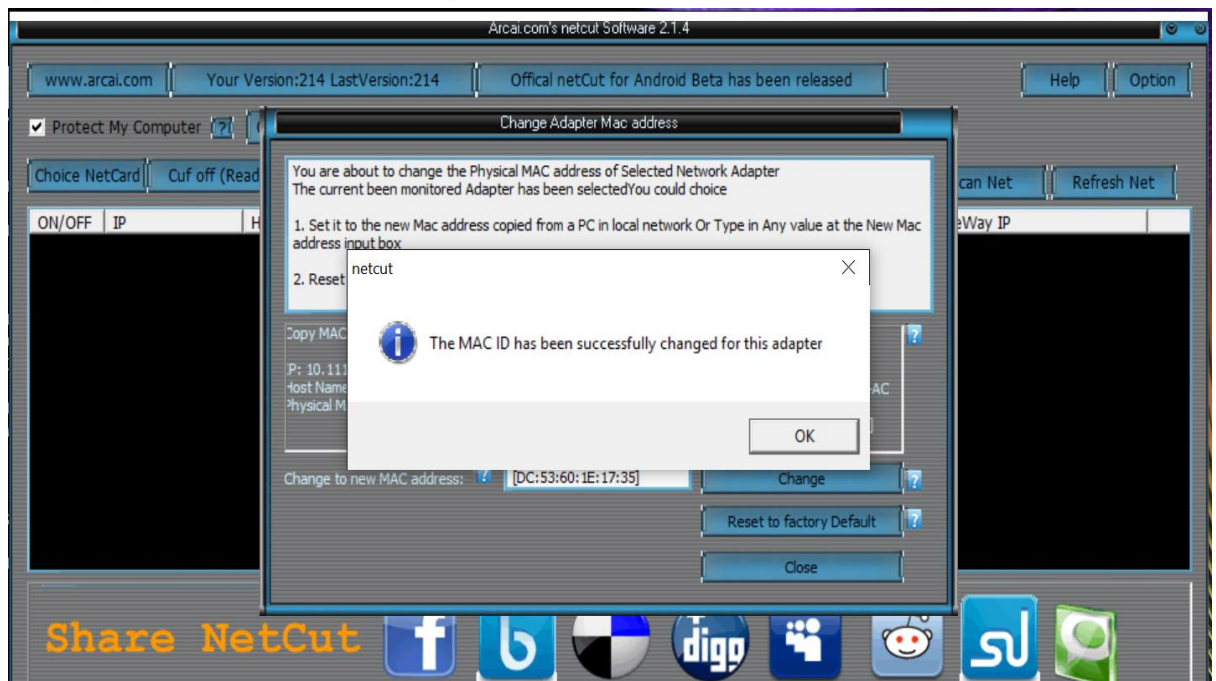 Arcai.com's netcut Software 2.1.4
www.arcai.com Your Version:214 LastVersion:214 Offical netCut for Android Beta has been released Help Option
Protect My Computer ? Change Adapter Mac address
Choice NetCard Cuf off (Read can Net Refresh Net
ON/OFF IP H eWay IP
You are about to change the Physical MAC address of Selected Network Adapter
The current been monitored Adapter has been selectedYou could choice
1. Set it to the new Mac address copied from a PC in local network Or Type in Any value at the New Mac
address input box
2. Reset
netcut
The MAC ID has been successfully changed for this adapter
OK
Copy MAC ?
IP: 10.111
Host Name AC
Physical M
Change to new MAC address: ? [DC:53:60:1E:17:35] Change ?
Reset to factory Default ?
Close
Share NetCut
digg